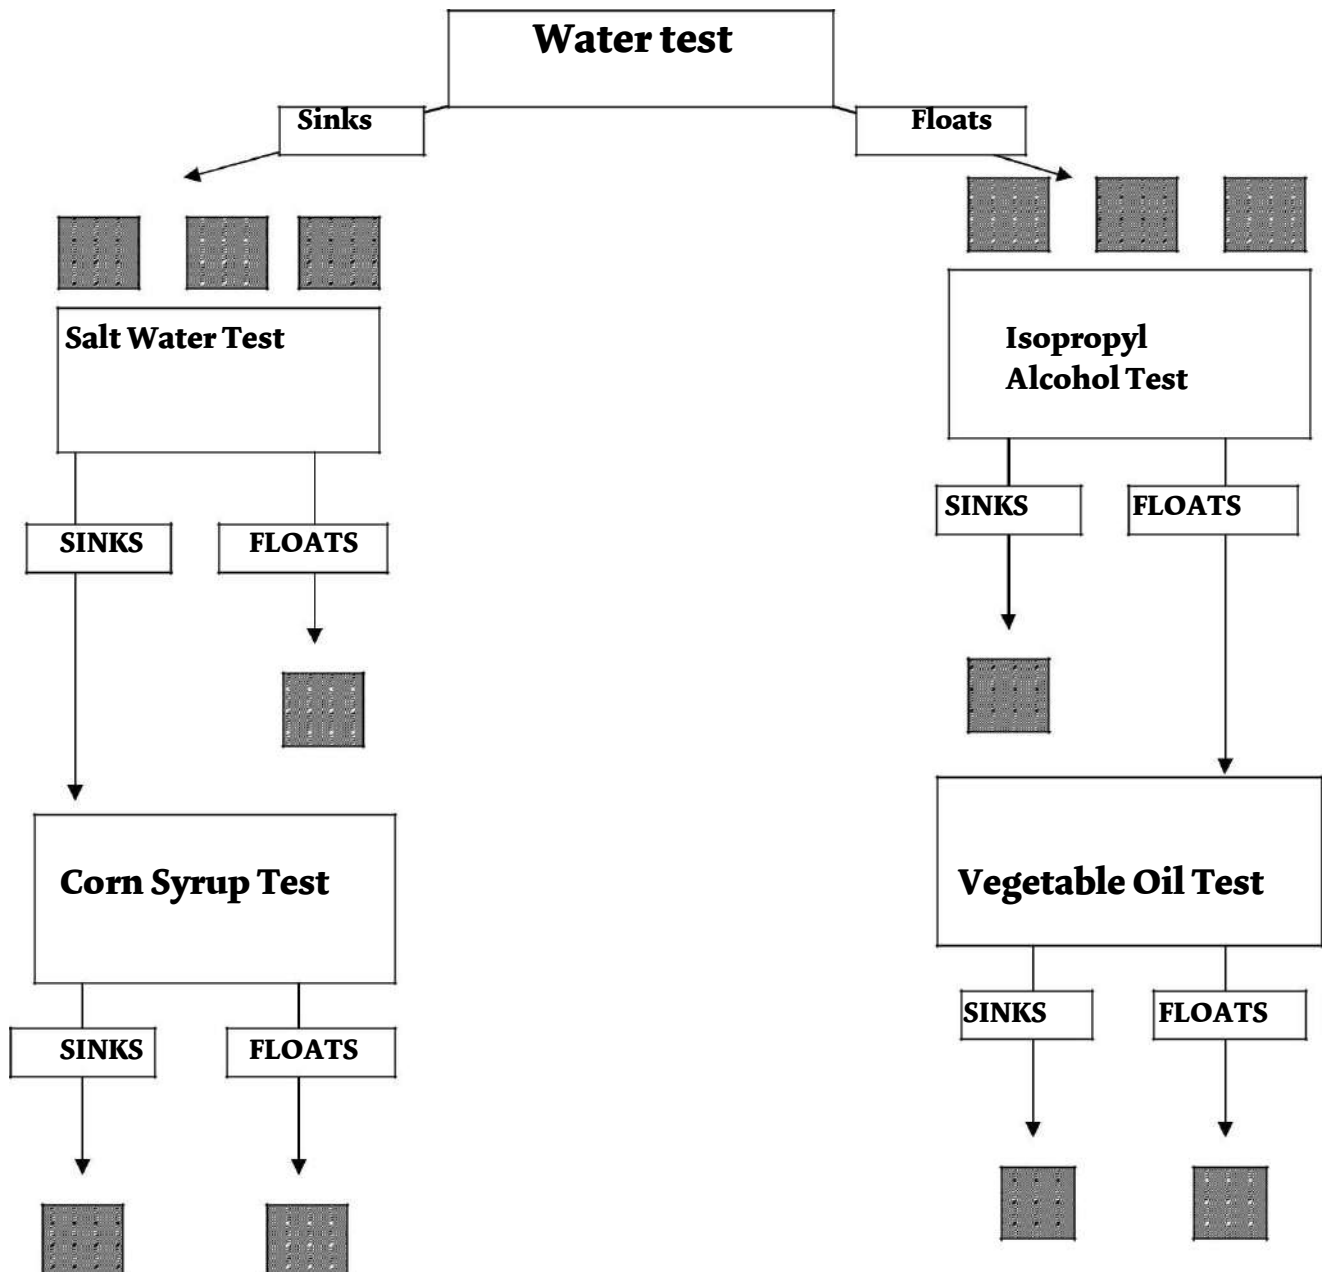 Water test
Sinks
Floats
Salt Water Test
Isopropyl
Alcohol Test
SINKS
FLOATS
SINKS
FLOATS
Corn Syrup Test
Vegetable Oil Test
SINKS
FLOATS
SINKS
FLOATS